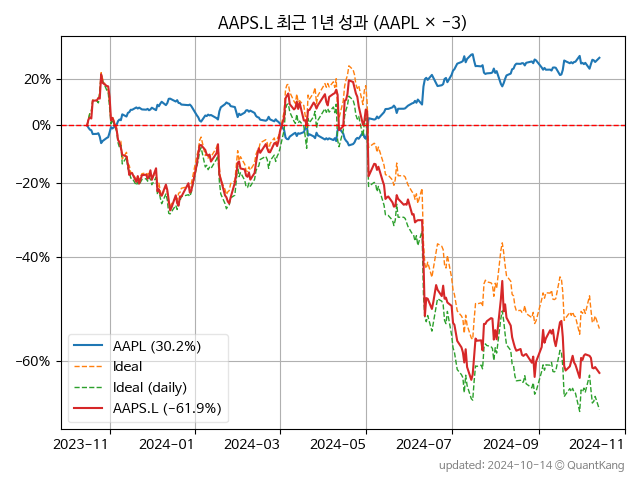 AAPS.L 최근 1년 성과 (AAPL × −3)
20%
0%
−20%
−40%
−60%
AAPL (30.2%)
Ideal
Ideal (daily)
AAPS.L (−61.9%)
2023−11 2024−01 2024−03 2024−05 2024−07 2024−09 2024−11
updated: 2024-10-14 © QuantKang